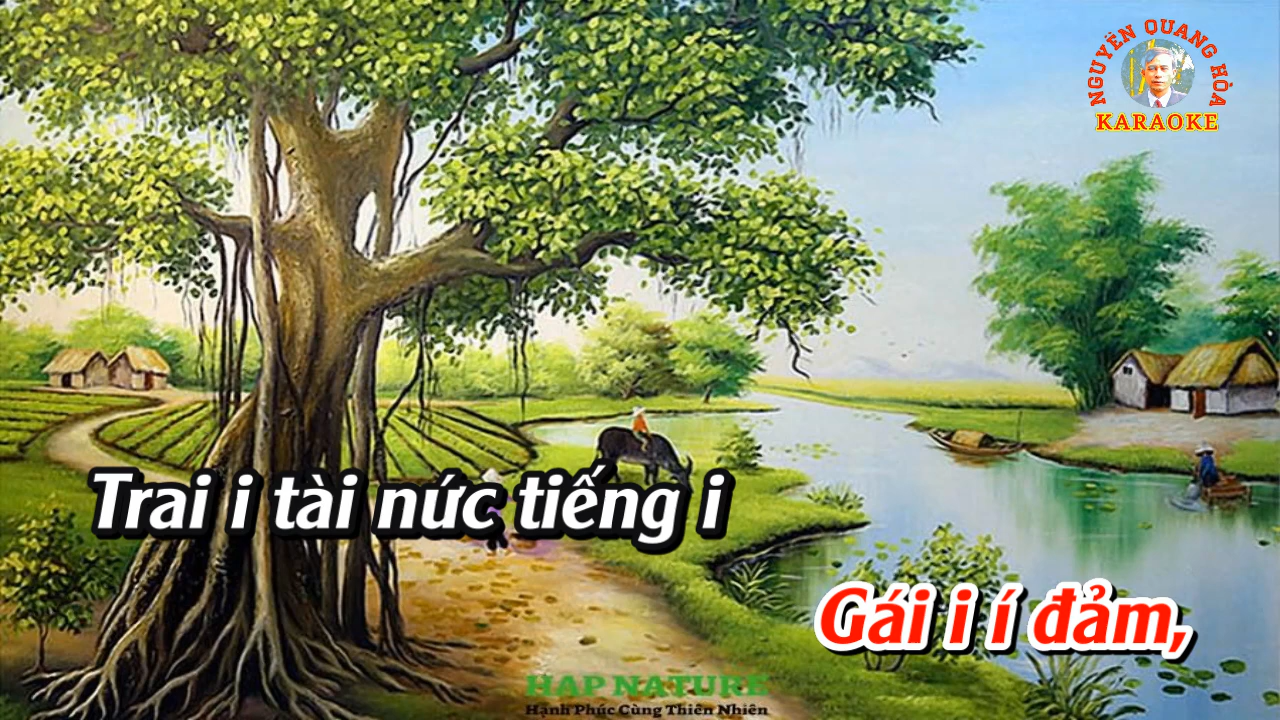 NGUYỄN QUANG HÒA
KARAOKE
Trai i tài nức tiếng i
Gái i í đảm,
HAP NATURE
Hạnh Phúc Cùng Thiên Nhiên